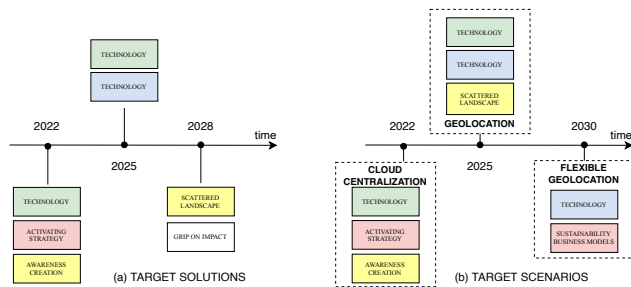 TECHNOLOGY
TECHNOLOGY
2022
2028
time
2025
TECHNOLOGY
ACTIVATING
STRATEGY
AWARENESS
CREATION
SCATTERED
LANDSCAPE
GRIP ON IMPACT
(a) TARGET SOLUTIONS
TECHNOLOGY
TECHNOLOGY
SCATTERED
LANDSCAPE
GEOLOCATION
2022
2030
time
2025
CLOUD
CENTRALIZATION
TECHNOLOGY
ACTIVATING
STRATEGY
AWARENESS
CREATION
FLEXIBLE
GEOLOCATION
TECHNOLOGY
SUSTAINABILITY
BUSINESS MODELS
(b) TARGET SCENARIOS